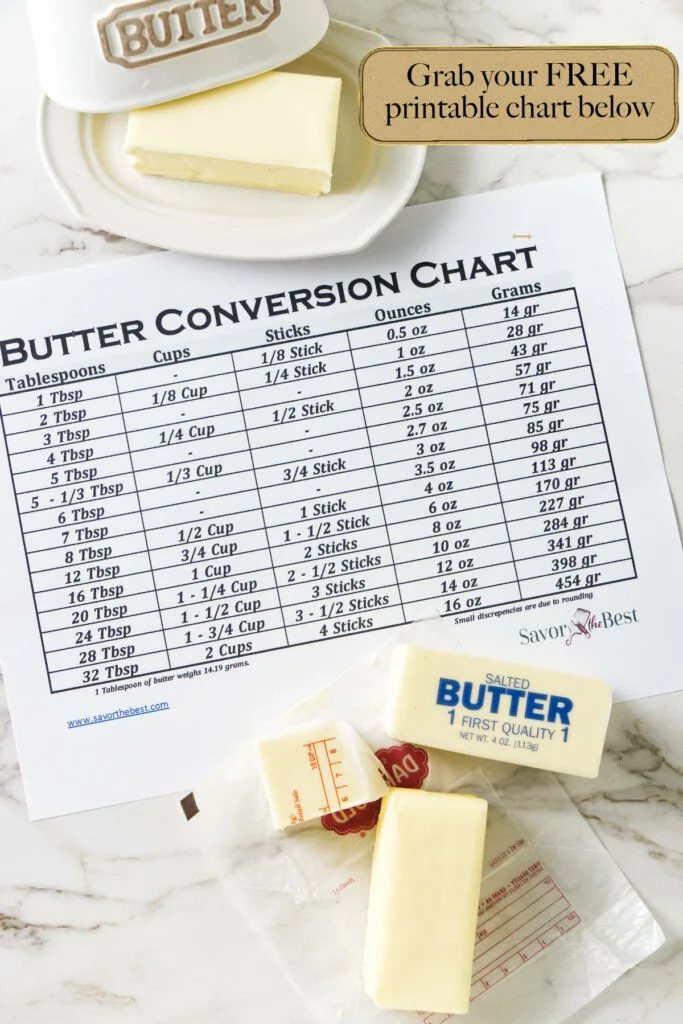 BUTTER
Grab your FREE
printable chart below
BUTTER CONVERSION CHART
Tablespoons Cups Sticks Ounces Grams
1 Tbsp - 1/8 Stick 0.5 oz 14 gr
2 Tbsp 1/8 Cup 1/4 Stick 1 oz 28 gr
3 Tbsp - - 1.5 oz 43 gr
4 Tbsp 1/4 Cup 1/2 Stick 2 oz 57 gr
5 Tbsp - - 2.5 oz 71 gr
5 - 1/3 Tbsp 1/3 Cup - 2.7 oz 75 gr
6 Tbsp - 3/4 Stick 3 oz 85 gr
7 Tbsp - - 3.5 oz 98 gr
8 Tbsp 1/2 Cup 1 Stick 4 oz 113 gr
12 Tbsp 3/4 Cup 1 - 1/2 Stick 6 oz 170 gr
16 Tbsp 1 Cup 2 Sticks 8 oz 227 gr
20 Tbsp 1 - 1/4 Cup 2 - 1/2 Sticks 10 oz 284 gr
24 Tbsp 1 - 1/2 Cup 3 Sticks 12 oz 341 gr
28 Tbsp 1 - 3/4 Cup 3 - 1/2 Sticks 14 oz 398 gr
32 Tbsp 2 Cups 4 Sticks 16 oz 454 gr
1 Tablespoon of butter weighs 14.19 grams.
Small discrepancies are due to rounding
SAVOR the BEST
www.savorthebest.com
SALTED
BUTTER
1 FIRST QUALITY 1
NET WT. 4 OZ. (113g)
6 7 8